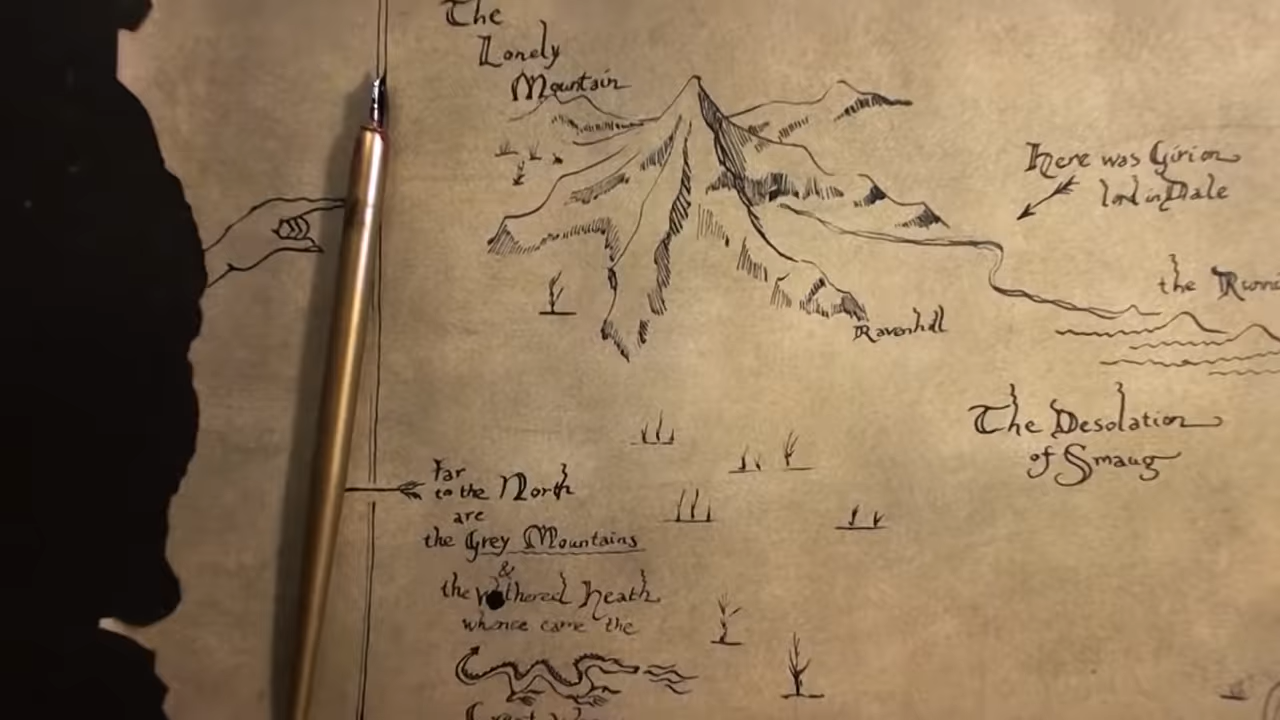 The
Lonely
Mountain
Here was Girion
lord in Dale
the
Ravenhill
The Desolation
of Smaug
Far
to the North
are
the Grey Mountains
&
the Heath
whence came the
Great